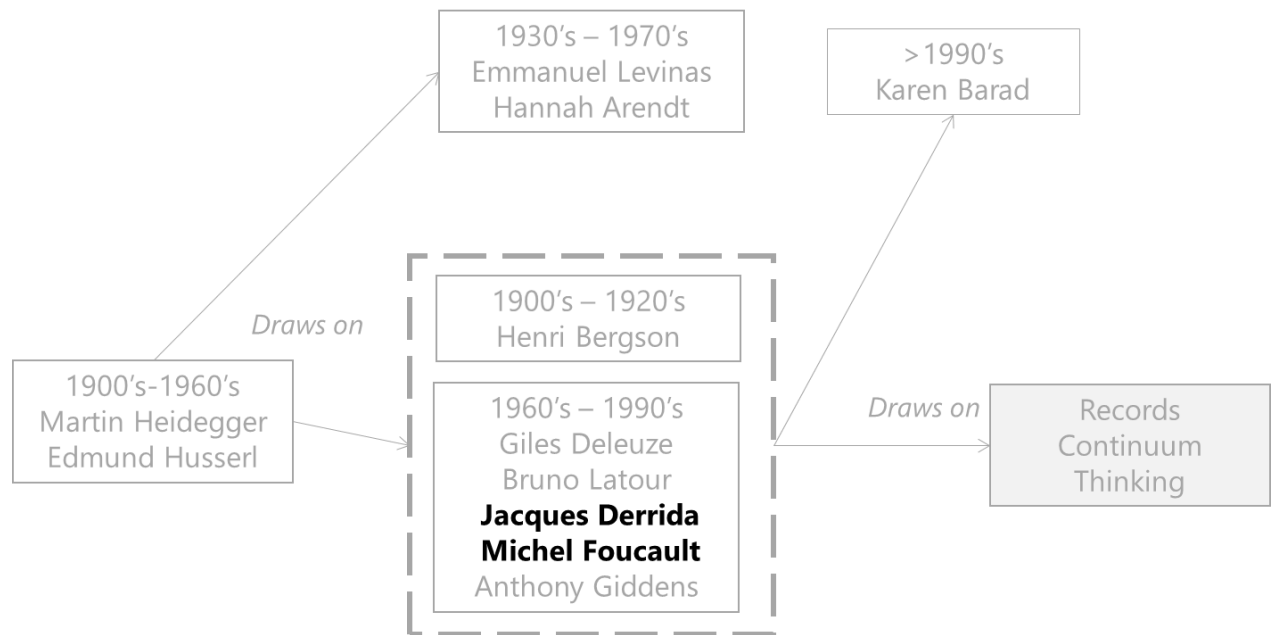 1930’s – 1970’s
Emmanuel Levinas
Hannah Arendt
>1990’s
Karen Barad
Draws on
1900’s – 1920’s
Henri Bergson
1900’s-1960’s
Martin Heidegger
Edmund Husserl
1960’s – 1990’s
Giles Deleuze
Bruno Latour
Jacques Derrida
Michel Foucault
Anthony Giddens
Draws on
Records
Continuum
Thinking